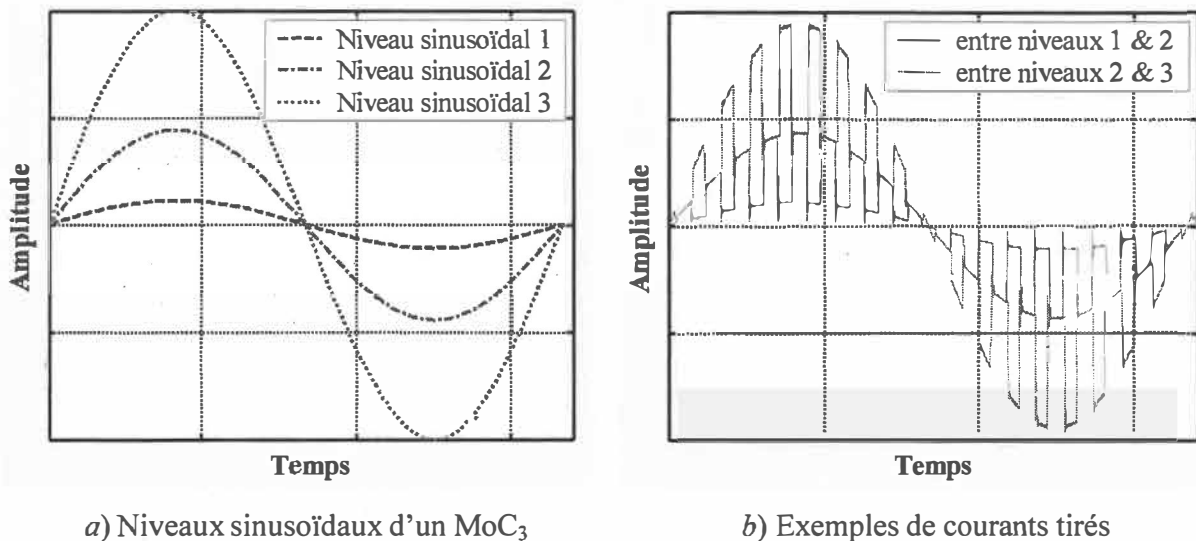 Niveau sinusoïdal 1
Niveau sinusoïdal 2
Niveau sinusoïdal 3
Amplitude
Temps
a) Niveaux sinusoïdaux d'un MoC₃
entre niveaux 1 & 2
entre niveaux 2 & 3
Amplitude
Temps
b) Exemples de courants tirés